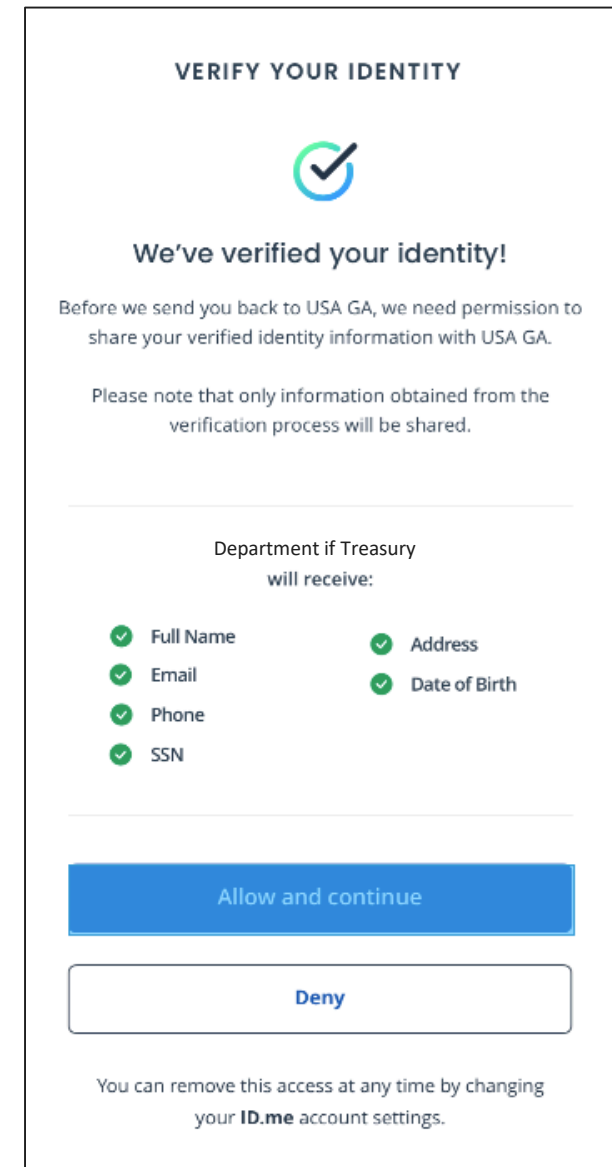 VERIFY YOUR IDENTITY
We've verified your identity!
Before we send you back to USA GA, we need permission to
share your verified identity information with USA GA.
Please note that only information obtained from the
verification process will be shared.
Department if Treasury
will receive:
Full Name
Email
Phone
SSN
Address
Date of Birth
Allow and continue
Deny
You can remove this access at any time by changing
your ID.me account settings.